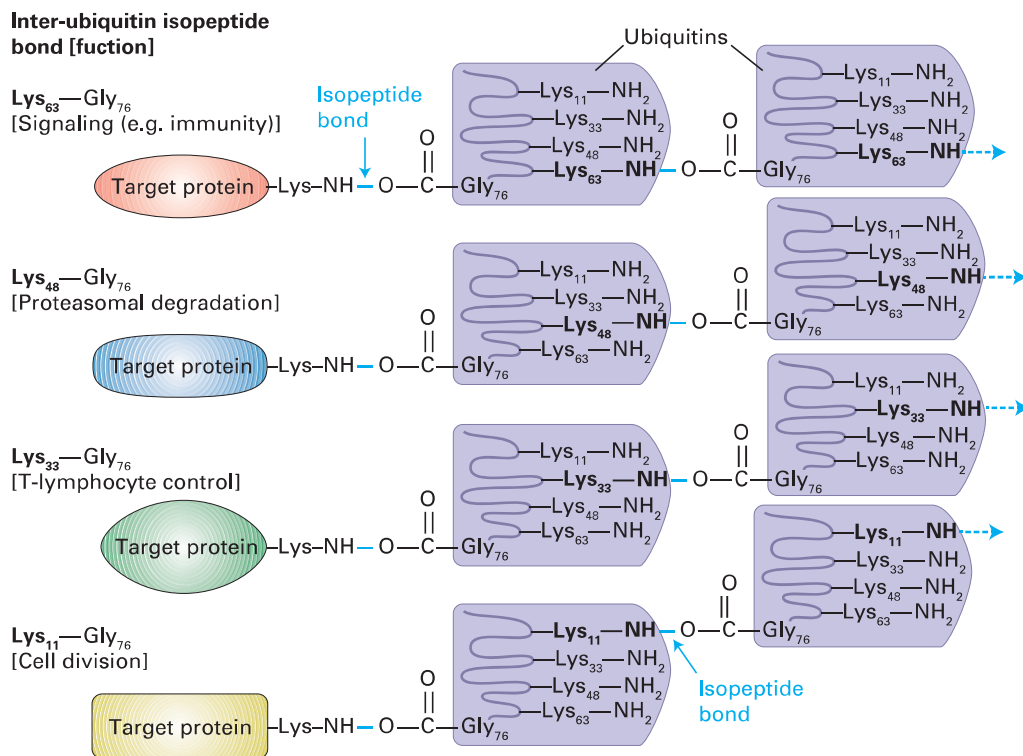 Inter-ubiquitin isopeptide
bond [fuction]
Ubiquitins
Lys₆₃—Gly₇₆
[Signaling (e.g. immunity)]
Isopeptide
bond
Target protein
Lys—NH—O—C—Gly₇₆
O
Lys₁₁—NH₂
Lys₃₃—NH₂
Lys₄₈—NH₂
Lys₆₃—NH—O—C—Gly₇₆
O
Lys₁₁—NH₂
Lys₃₃—NH₂
Lys₄₈—NH₂
Lys₆₃—NH
Lys₄₈—Gly₇₆
[Proteasomal degradation]
Target protein
Lys—NH—O—C—Gly₇₆
O
Lys₁₁—NH₂
Lys₃₃—NH₂
Lys₄₈—NH—O—C—Gly₇₆
O
Lys₆₃—NH₂
Lys₁₁—NH₂
Lys₃₃—NH₂
Lys₄₈—NH
Lys₆₃—NH₂
Lys₃₃—Gly₇₆
[T-lymphocyte control]
Target protein
Lys—NH—O—C—Gly₇₆
O
Lys₁₁—NH₂
Lys₃₃—NH—O—C—Gly₇₆
O
Lys₄₈—NH₂
Lys₆₃—NH₂
Lys₁₁—NH₂
Lys₃₃—NH
Lys₄₈—NH₂
Lys₆₃—NH₂
Lys₁₁—Gly₇₆
[Cell division]
Target protein
Lys—NH—O—C—Gly₇₆
O
Lys₁₁—NH—O—C—Gly₇₆
O
Lys₃₃—NH₂
Lys₄₈—NH₂
Lys₆₃—NH₂
Lys₁₁—NH
Lys₃₃—NH₂
Lys₄₈—NH₂
Lys₆₃—NH₂
Isopeptide
bond